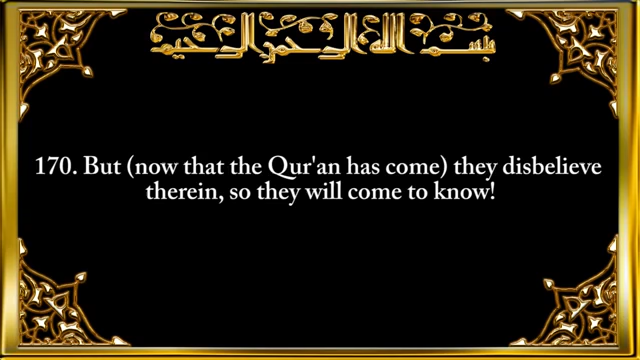 بسم الله الرحمن الرحيم
170. But (now that the Qur'an has come) they disbelieve
therein, so they will come to know!